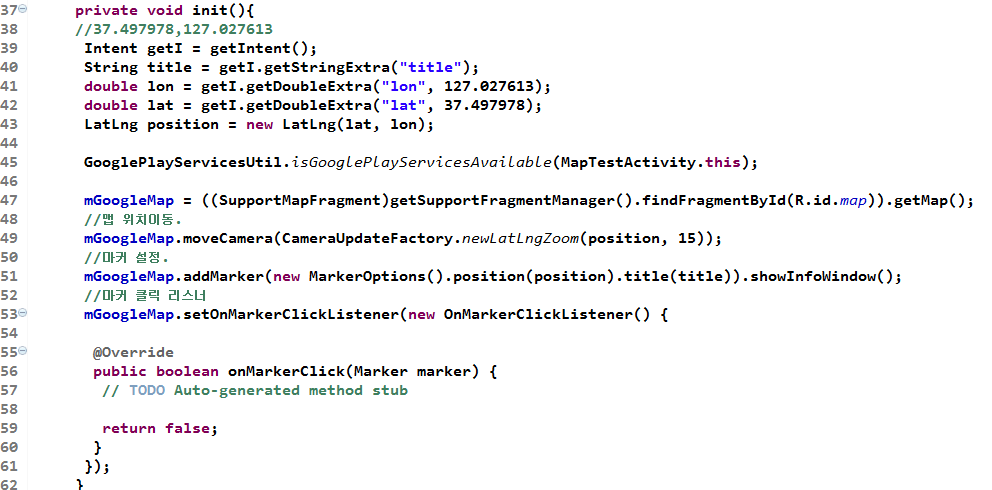 37 private void init(){
38 //37.497978,127.027613
39 Intent getI = getIntent();
40 String title = getI.getStringExtra("title");
41 double lon = getI.getDoubleExtra("lon", 127.027613);
42 double lat = getI.getDoubleExtra("lat", 37.497978);
43 LatLng position = new LatLng(lat, lon);
44
45 GooglePlayServicesUtil.isGooglePlayServicesAvailable(MapTestActivity.this);
46
47 mGoogleMap = ((SupportMapFragment)getSupportFragmentManager().findFragmentById(R.id.map)).getMap();
48 //맵 위치이동.
49 mGoogleMap.moveCamera(CameraUpdateFactory.newLatLngZoom(position, 15));
50 //마커 설정.
51 mGoogleMap.addMarker(new MarkerOptions().position(position).title(title)).showInfoWindow();
52 //마커 클릭 리스너
53 mGoogleMap.setOnMarkerClickListener(new OnMarkerClickListener() {
54
55 @Override
56 public boolean onMarkerClick(Marker marker) {
57 // TODO Auto-generated method stub
58
59 return false;
60 }
61 });
62 }